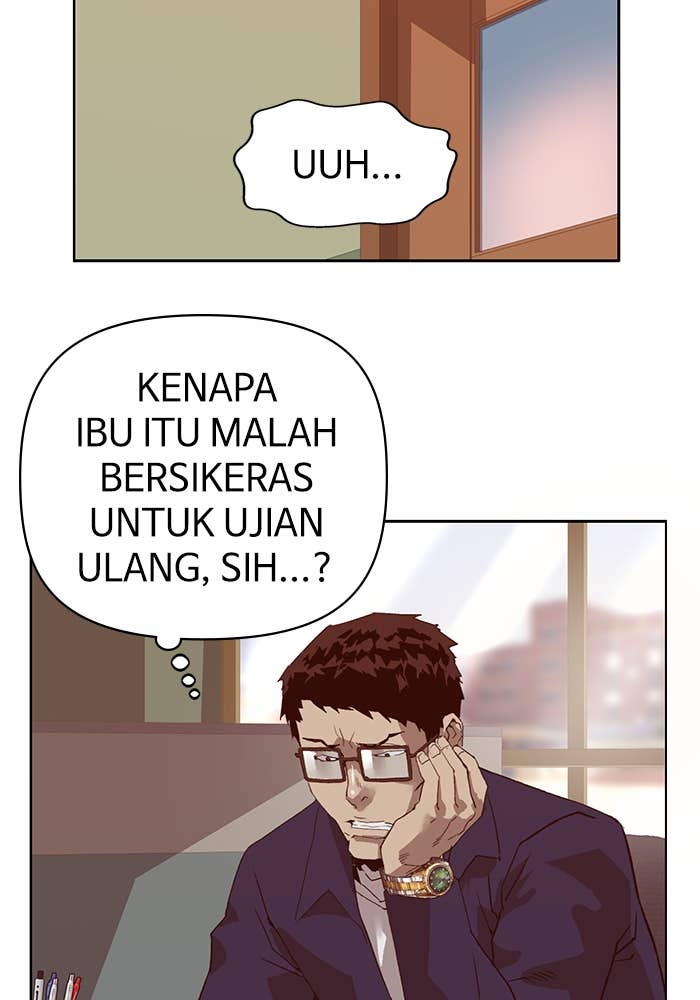 UUH...
KENAPA
IBU ITU MALAH
BERSIKERAS
UNTUK UJIAN
ULANG, SIH...?